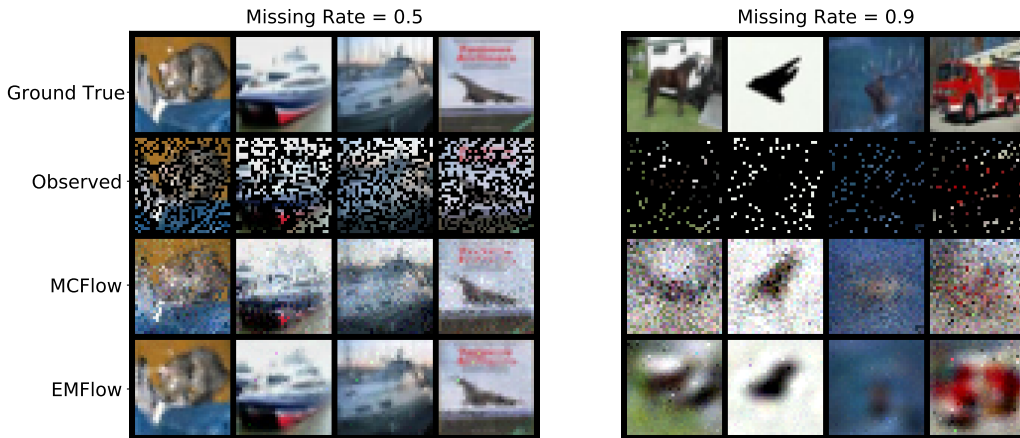 Missing Rate = 0.5
Missing Rate = 0.9
Ground True
Observed
MCFlow
EMFlow